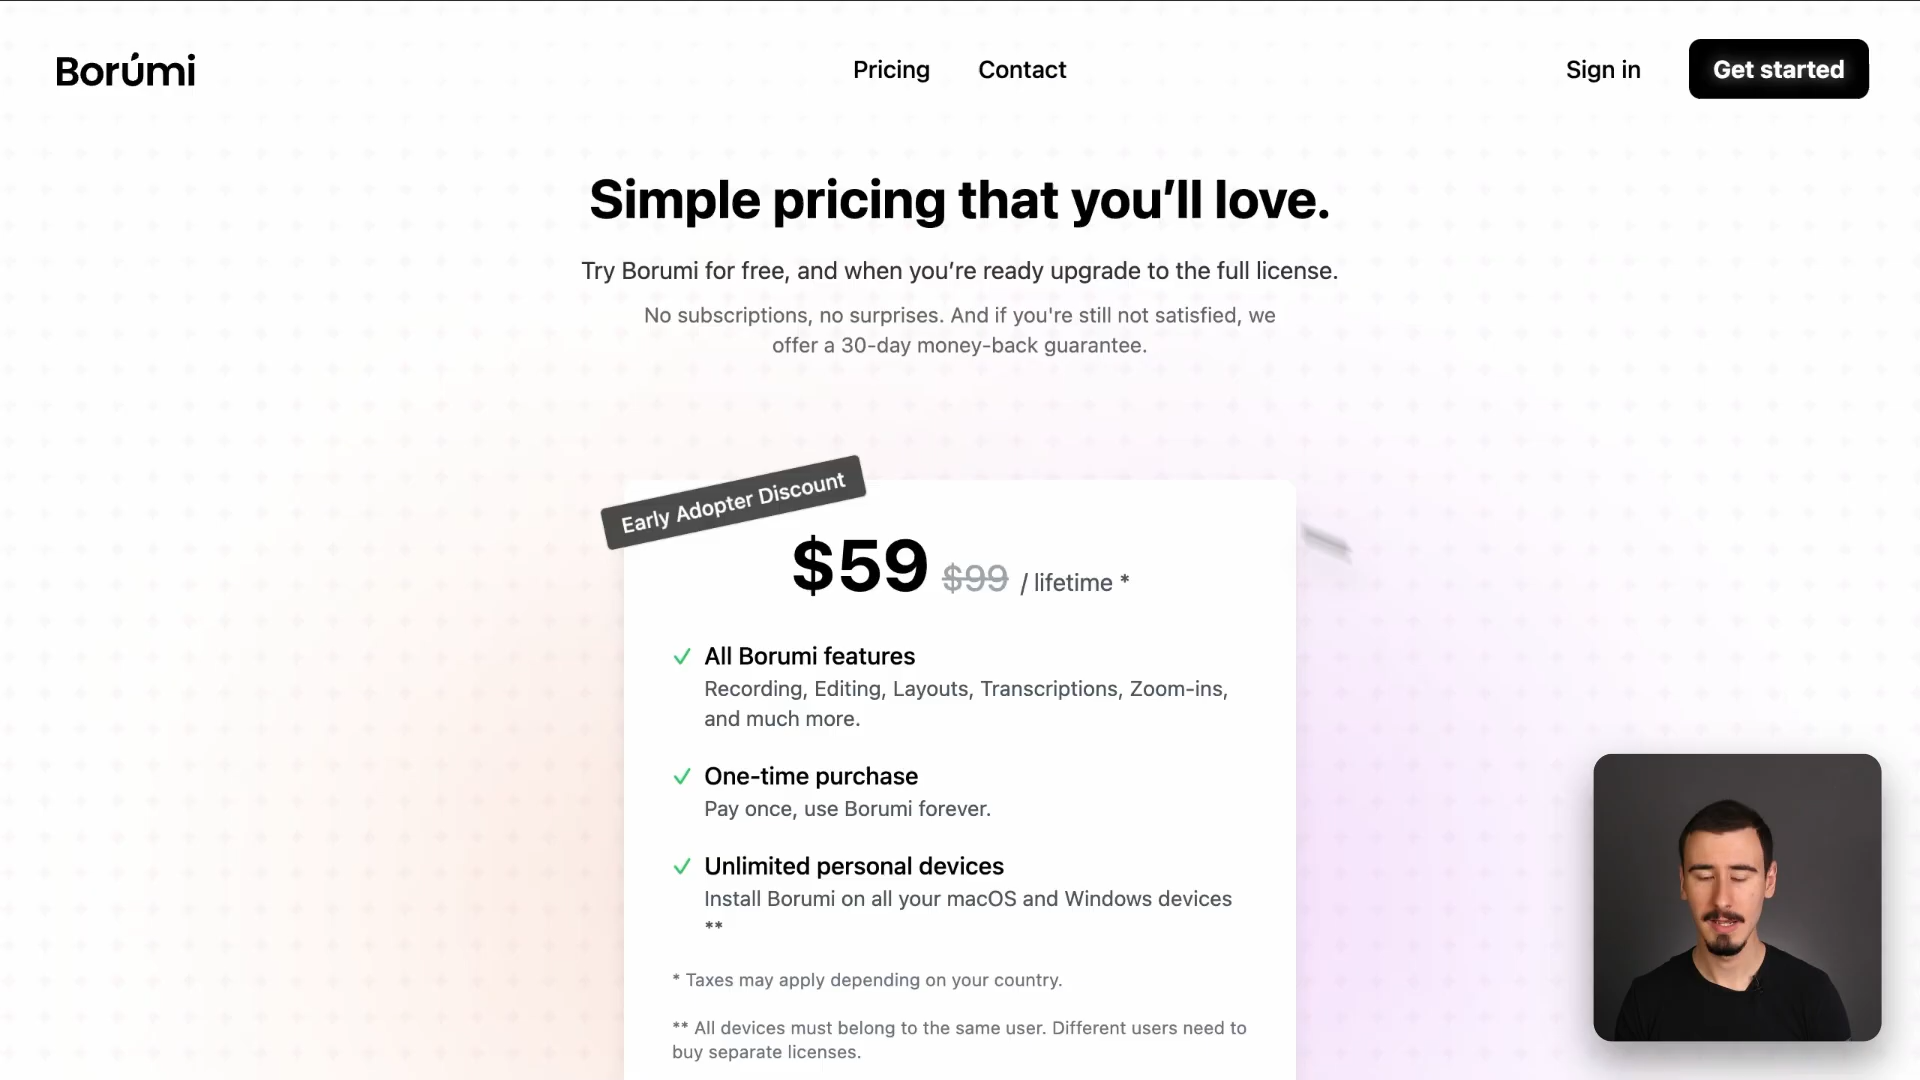 Borúmi
Pricing
Contact
Sign in
Get started
Simple pricing that you’ll love.
Try Borumi for free, and when you’re ready upgrade to the full license.
No subscriptions, no surprises. And if you're still not satisfied, we
offer a 30-day money-back guarantee.
Early Adopter Discount
$59 $99 / lifetime *
All Borumi features
Recording, Editing, Layouts, Transcriptions, Zoom-ins,
and much more.
One-time purchase
Pay once, use Borumi forever.
Unlimited personal devices
Install Borumi on all your macOS and Windows devices
**
* Taxes may apply depending on your country.
** All devices must belong to the same user. Different users need to
buy separate licenses.